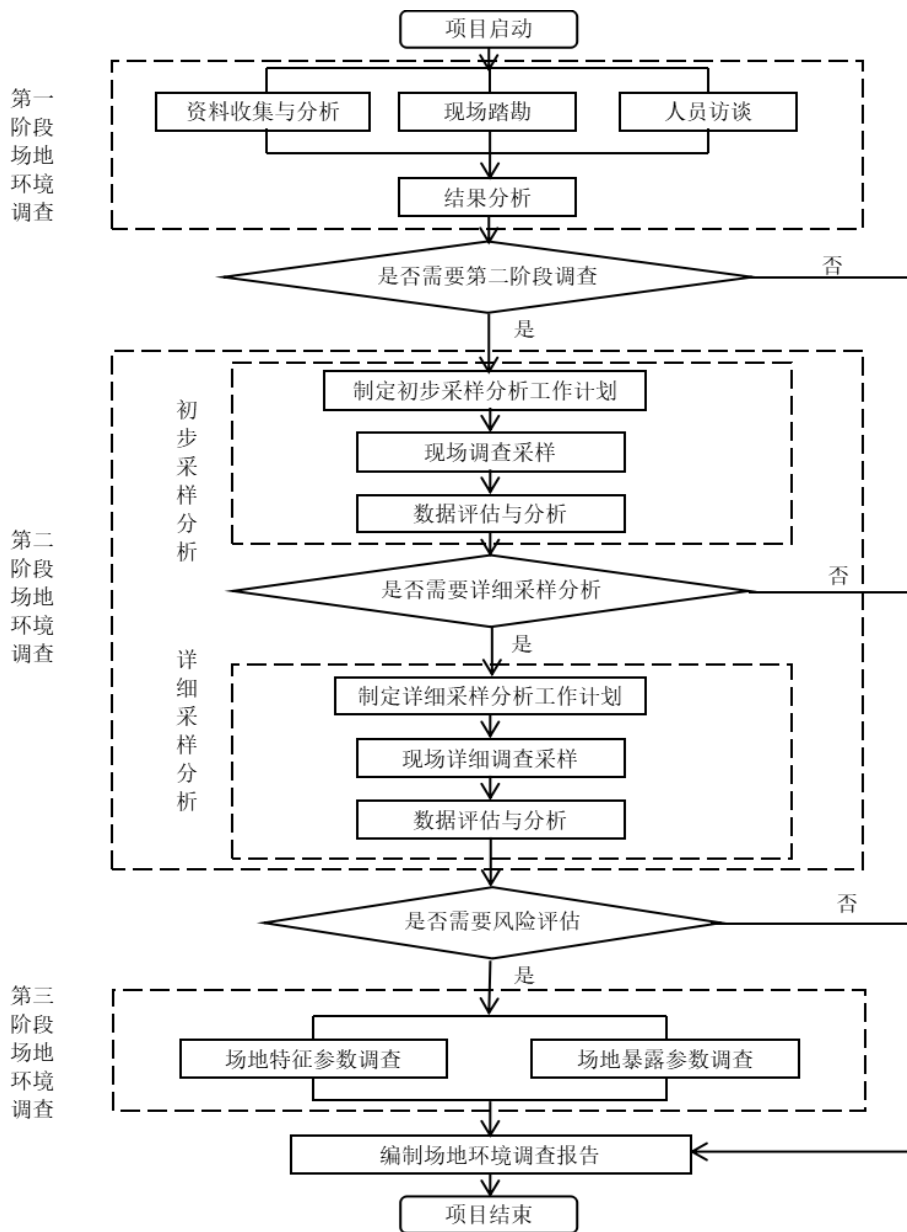 项目启动
第一
阶段
场地
环境
调查
资料收集与分析
现场踏勘
人员访谈
结果分析
是否需要第二阶段调查
否
是
第二
阶段
场地
环境
调查
初
步
采
样
分
析
制定初步采样分析工作计划
现场调查采样
数据评估与分析
是否需要详细采样分析
否
是
详
细
采
样
分
析
制定详细采样分析工作计划
现场详细调查采样
数据评估与分析
是否需要风险评估
否
是
第三
阶段
场地
环境
调查
场地特征参数调查
场地暴露参数调查
编制场地环境调查报告
项目结束